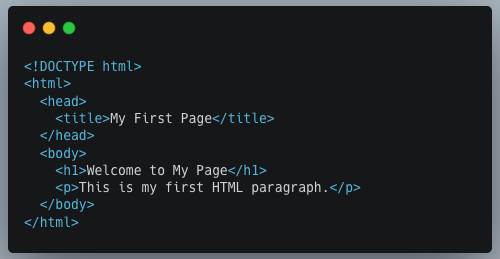 <!DOCTYPE html>
<html>
  <head>
    <title>My First Page</title>
  </head>
  <body>
    <h1>Welcome to My Page</h1>
    <p>This is my first HTML paragraph.</p>
  </body>
</html>